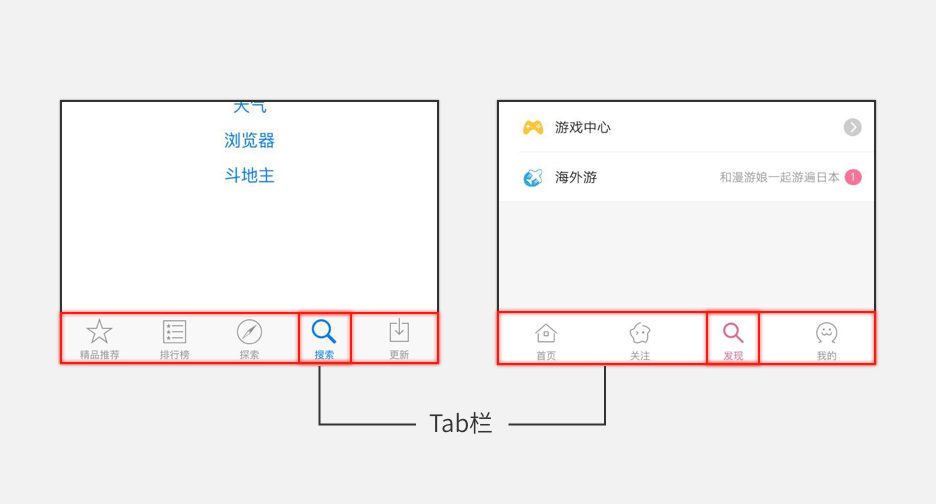 天气
浏览器
斗地主
精品推荐 排行榜 探索 搜索 更新
游戏中心
海外游 和漫游娘一起游遍日本 1
首页 关注 发现 我的
Tab栏